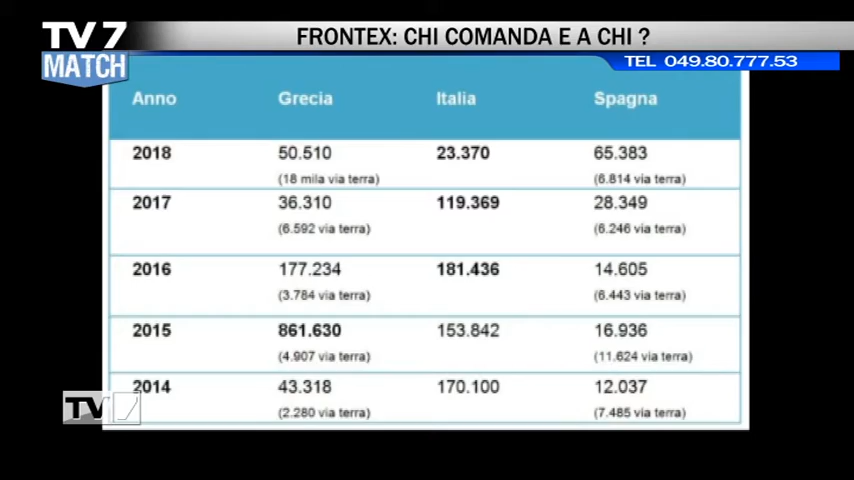 TV7
MATCH
FRONTEX: CHI COMANDA E A CHI ?
TEL 049.80.777.53
Anno Grecia Italia Spagna
2018 50.510 23.370 65.383
(18 mila via terra) (6.814 via terra)
2017 36.310 119.369 28.349
(6.592 via terra) (6.246 via terra)
2016 177.234 181.436 14.605
(3.784 via terra) (6.443 via terra)
2015 861.630 153.842 16.936
(4.907 via terra) (11.624 via terra)
2014 43.318 170.100 12.037
(2.280 via terra) (7.485 via terra)
TV7